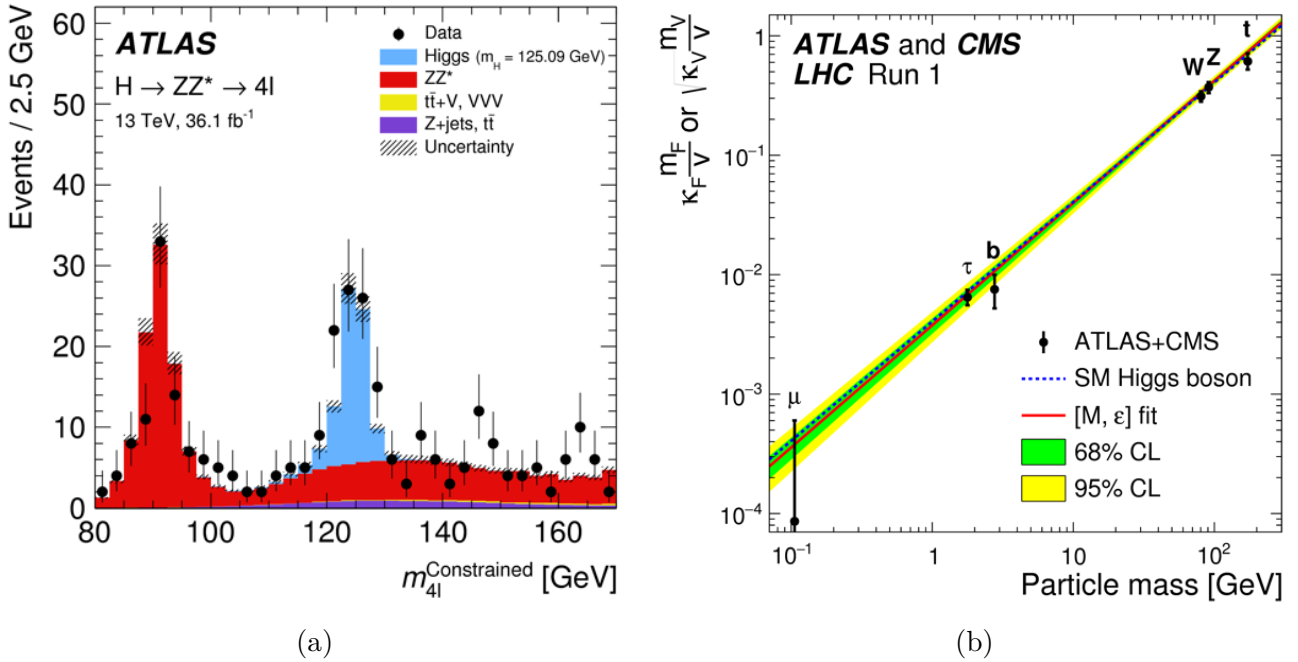 ATLAS
H → ZZ* → 4l
13 TeV, 36.1 fb⁻¹
Data
Higgs (m_H = 125.09 GeV)
ZZ*
tt̄+V, VVV
Z+jets, tt̄
Uncertainty
Events / 2.5 GeV
60
50
40
30
20
10
0
80 100 120 140 160
m_4l^Constrained [GeV]
(a)
ATLAS and CMS
LHC Run 1
κ_F m_F/v or √κ_V m_V/v
1
10⁻¹
10⁻²
10⁻³
10⁻⁴
μ
τ
b
W
Z
t
ATLAS+CMS
SM Higgs boson
[M, ε] fit
68% CL
95% CL
10⁻¹ 1 10 10²
Particle mass [GeV]
(b)